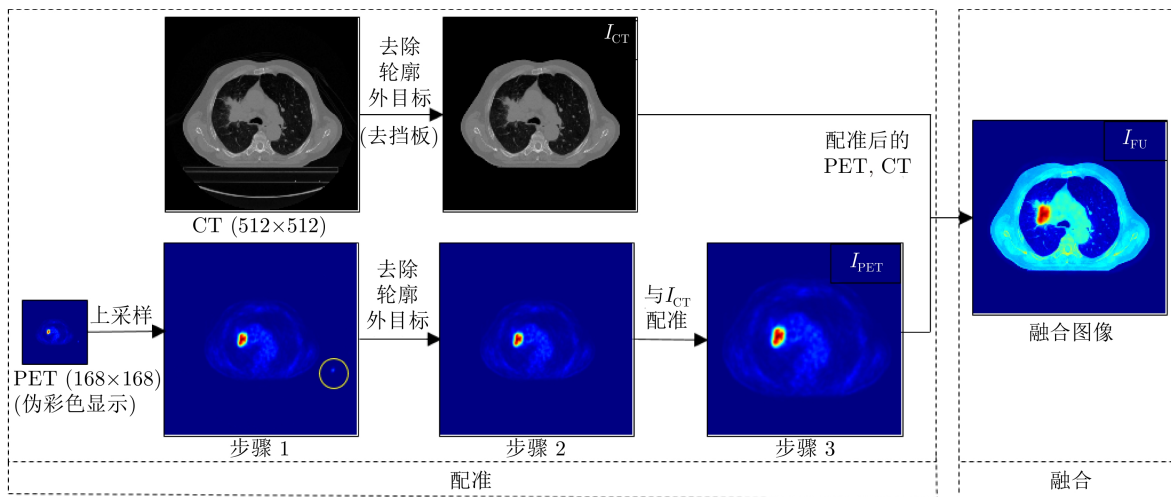 去除
轮廓
外目标
(去挡板)
I_CT
CT (512×512)
配准后的
PET, CT
I_FU
融合图像
上采样
PET (168×168)
(伪彩色显示)
步骤 1
去除
轮廓
外目标
步骤 2
与I_CT
配准
I_PET
步骤 3
配准
融合